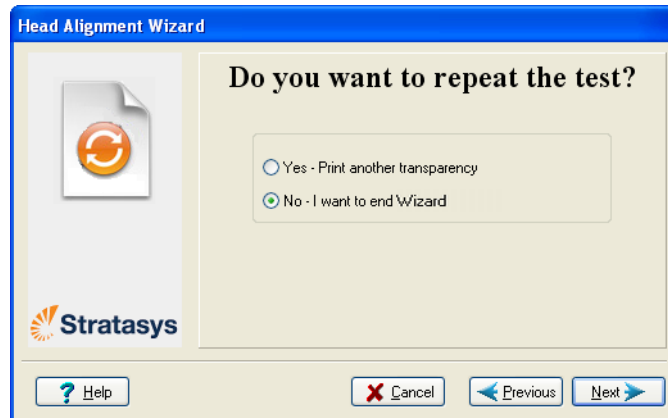 Head Alignment Wizard
Do you want to repeat the test?
Yes - Print another transparency
No - I want to end Wizard
Stratasys
? Help
Cancel
Previous
Next